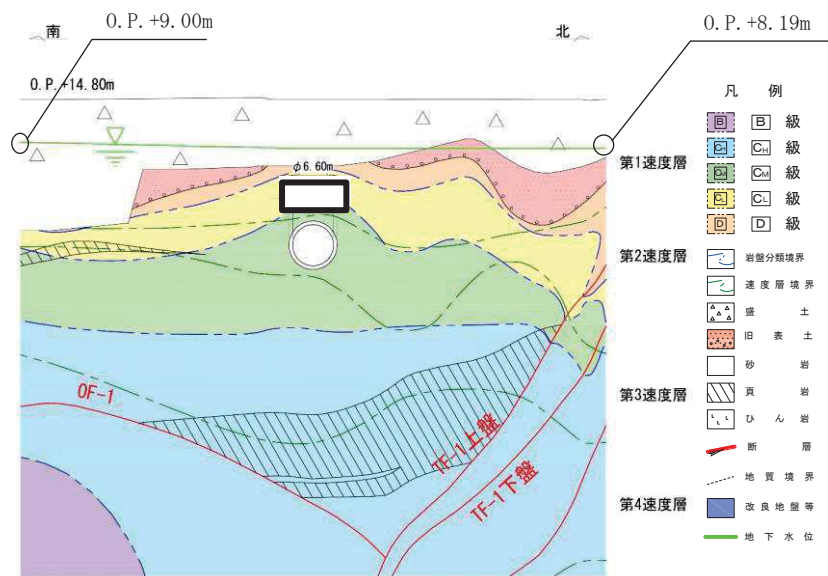 O.P.+9.00m
O.P.+8.19m
南
北
O.P.+14.80m
φ6.60m
第1速度層
第2速度層
第3速度層
第4速度層
OF-1
TF-1上盤
TF-1下盤
凡 例
B B 級
CH CH 級
CM CM 級
CL CL 級
D D 級
岩盤分類境界
速度層境界
盛 土
旧 表 土
砂 岩
頁 岩
ひ ん 岩
断 層
地 質 境 界
改 良 地 盤 等
地 下 水 位